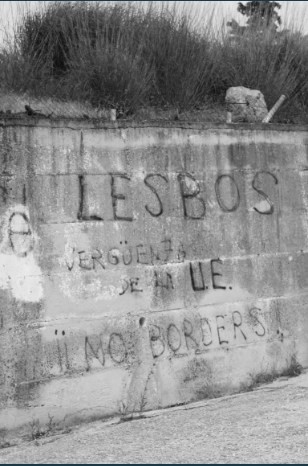 LESBOS
VERGÜENZA
DE LA U.E.
¡¡ NO BORDERS!